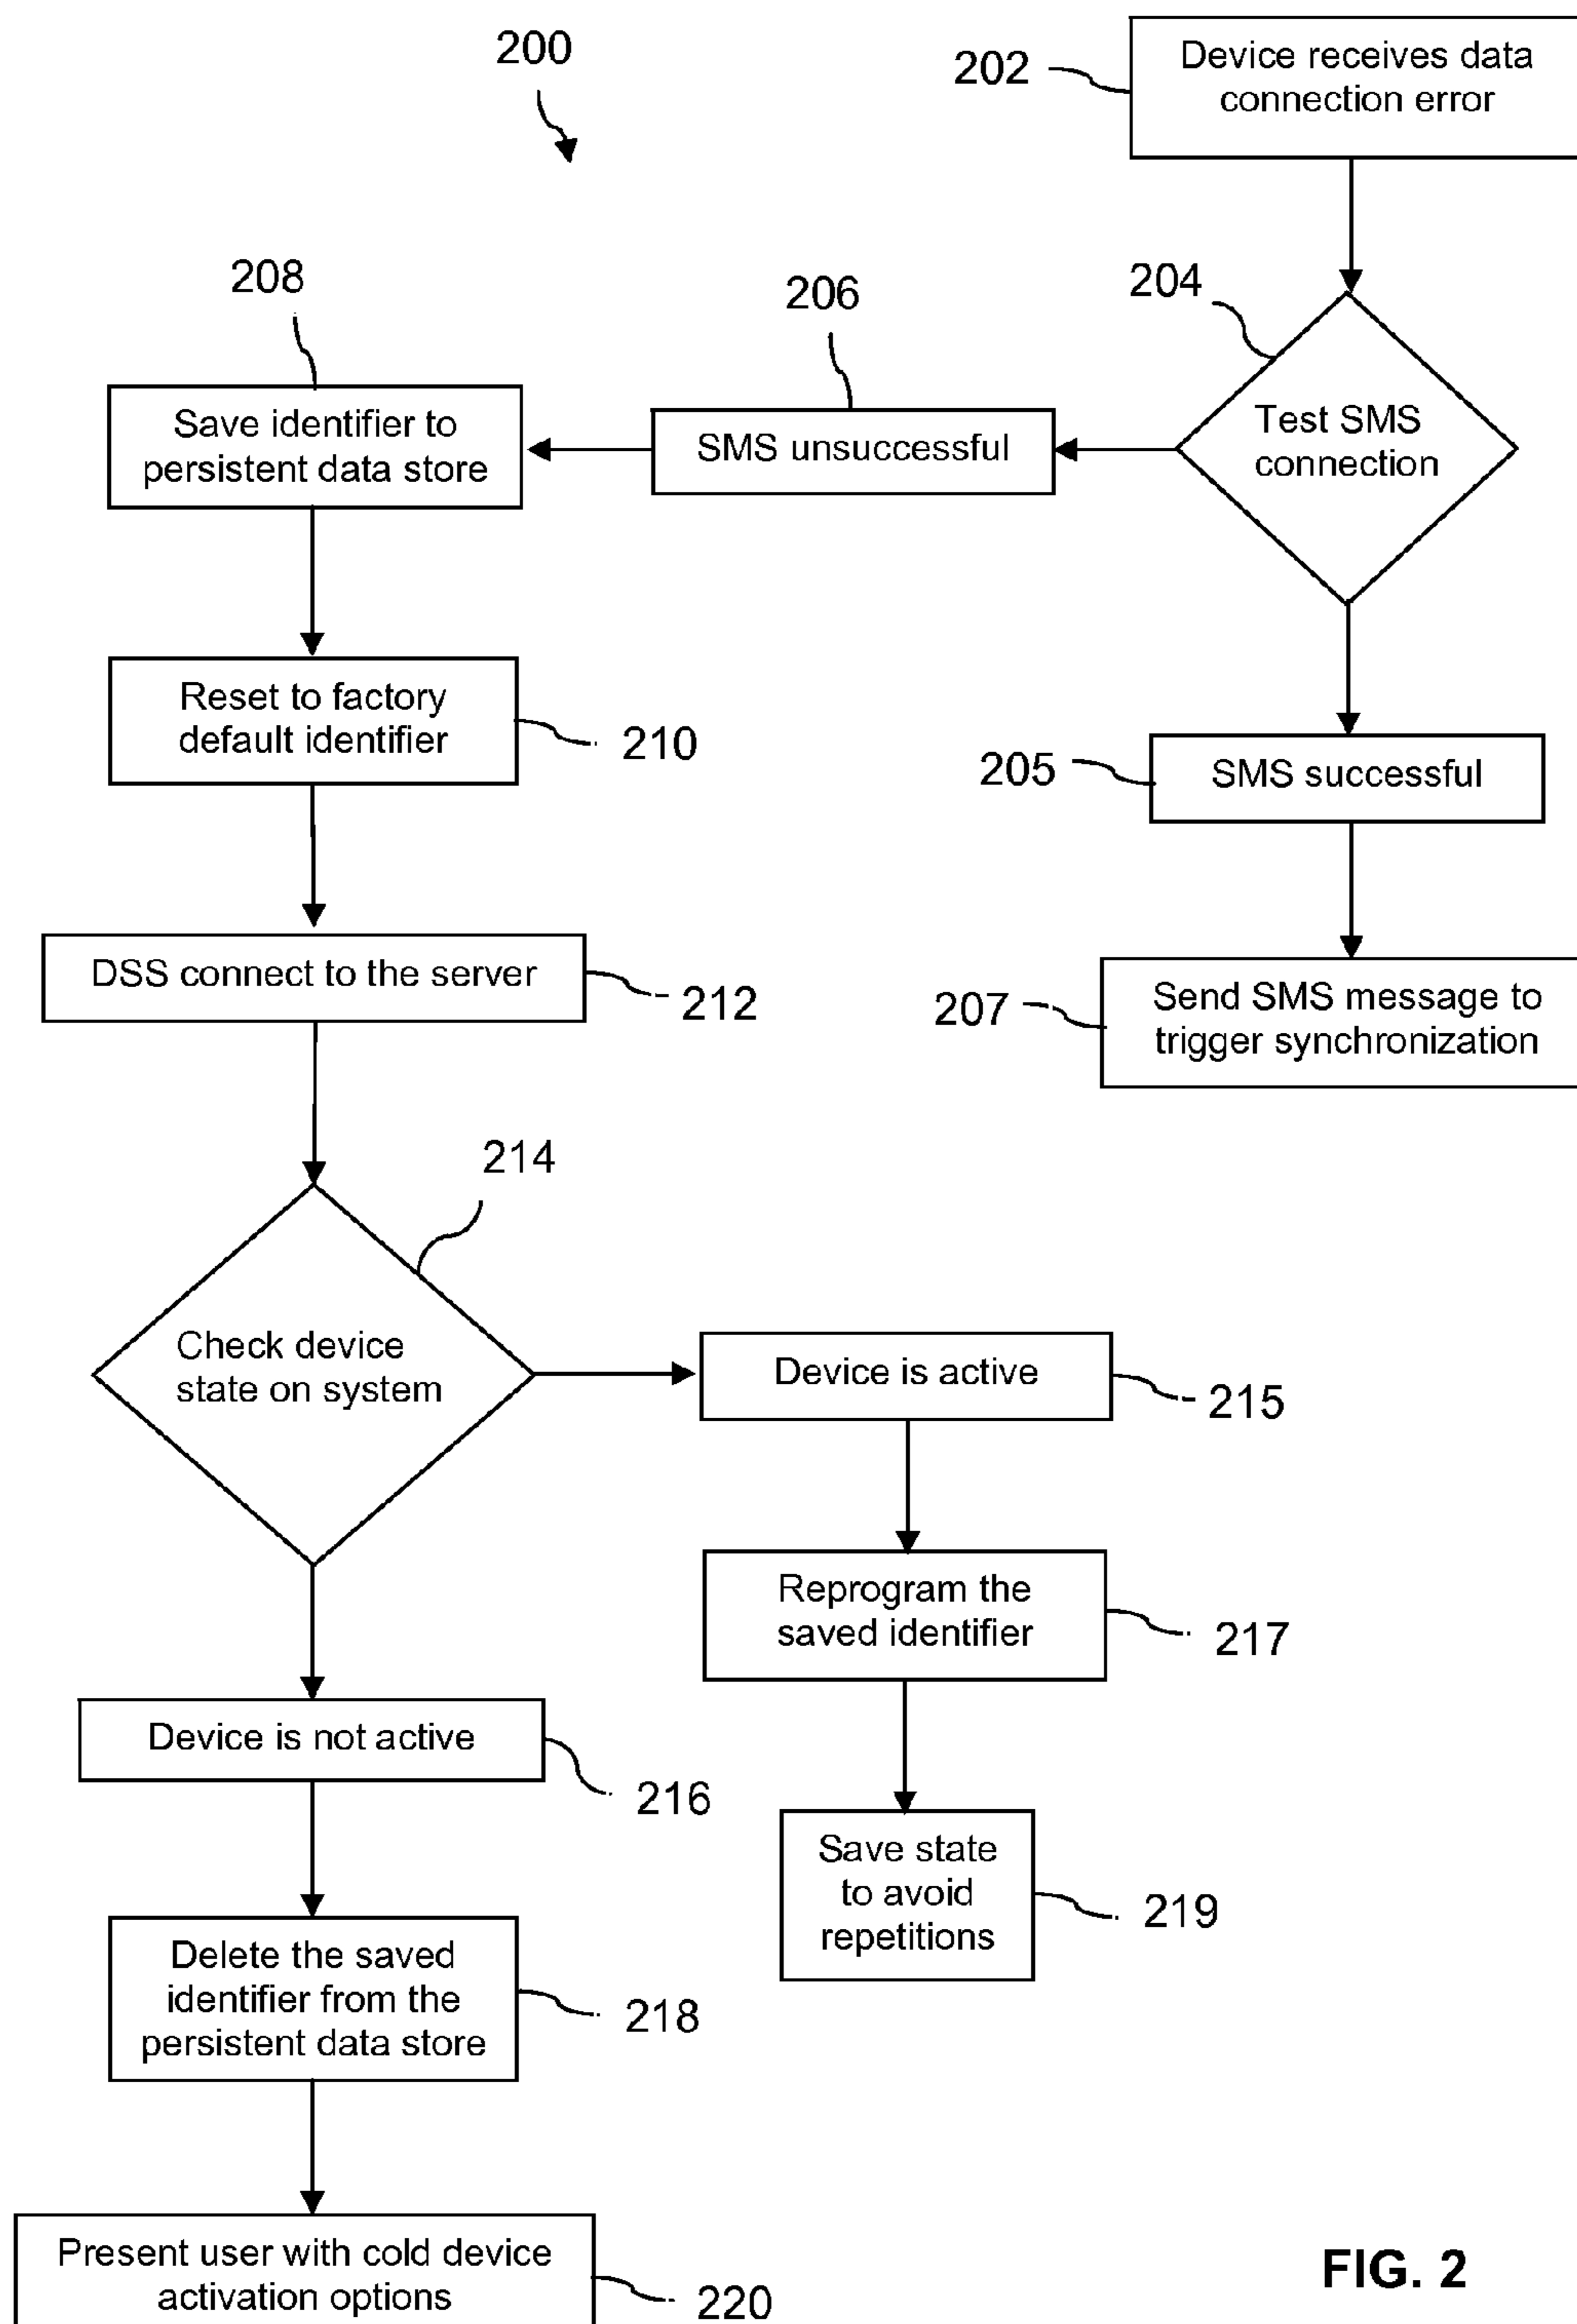 200
202
Device receives data
connection error
204
Test SMS
connection
206
SMS unsuccessful
208
Save identifier to
persistent data store
205
SMS successful
207
Send SMS message to
trigger synchronization
Reset to factory
default identifier
210
DSS connect to the server
212
214
Check device
state on system
Device is active
215
Reprogram the
saved identifier
217
Save state
to avoid
repetitions
219
Device is not active
216
Delete the saved
identifier from the
persistent data store
218
Present user with cold device
activation options
220
FIG. 2